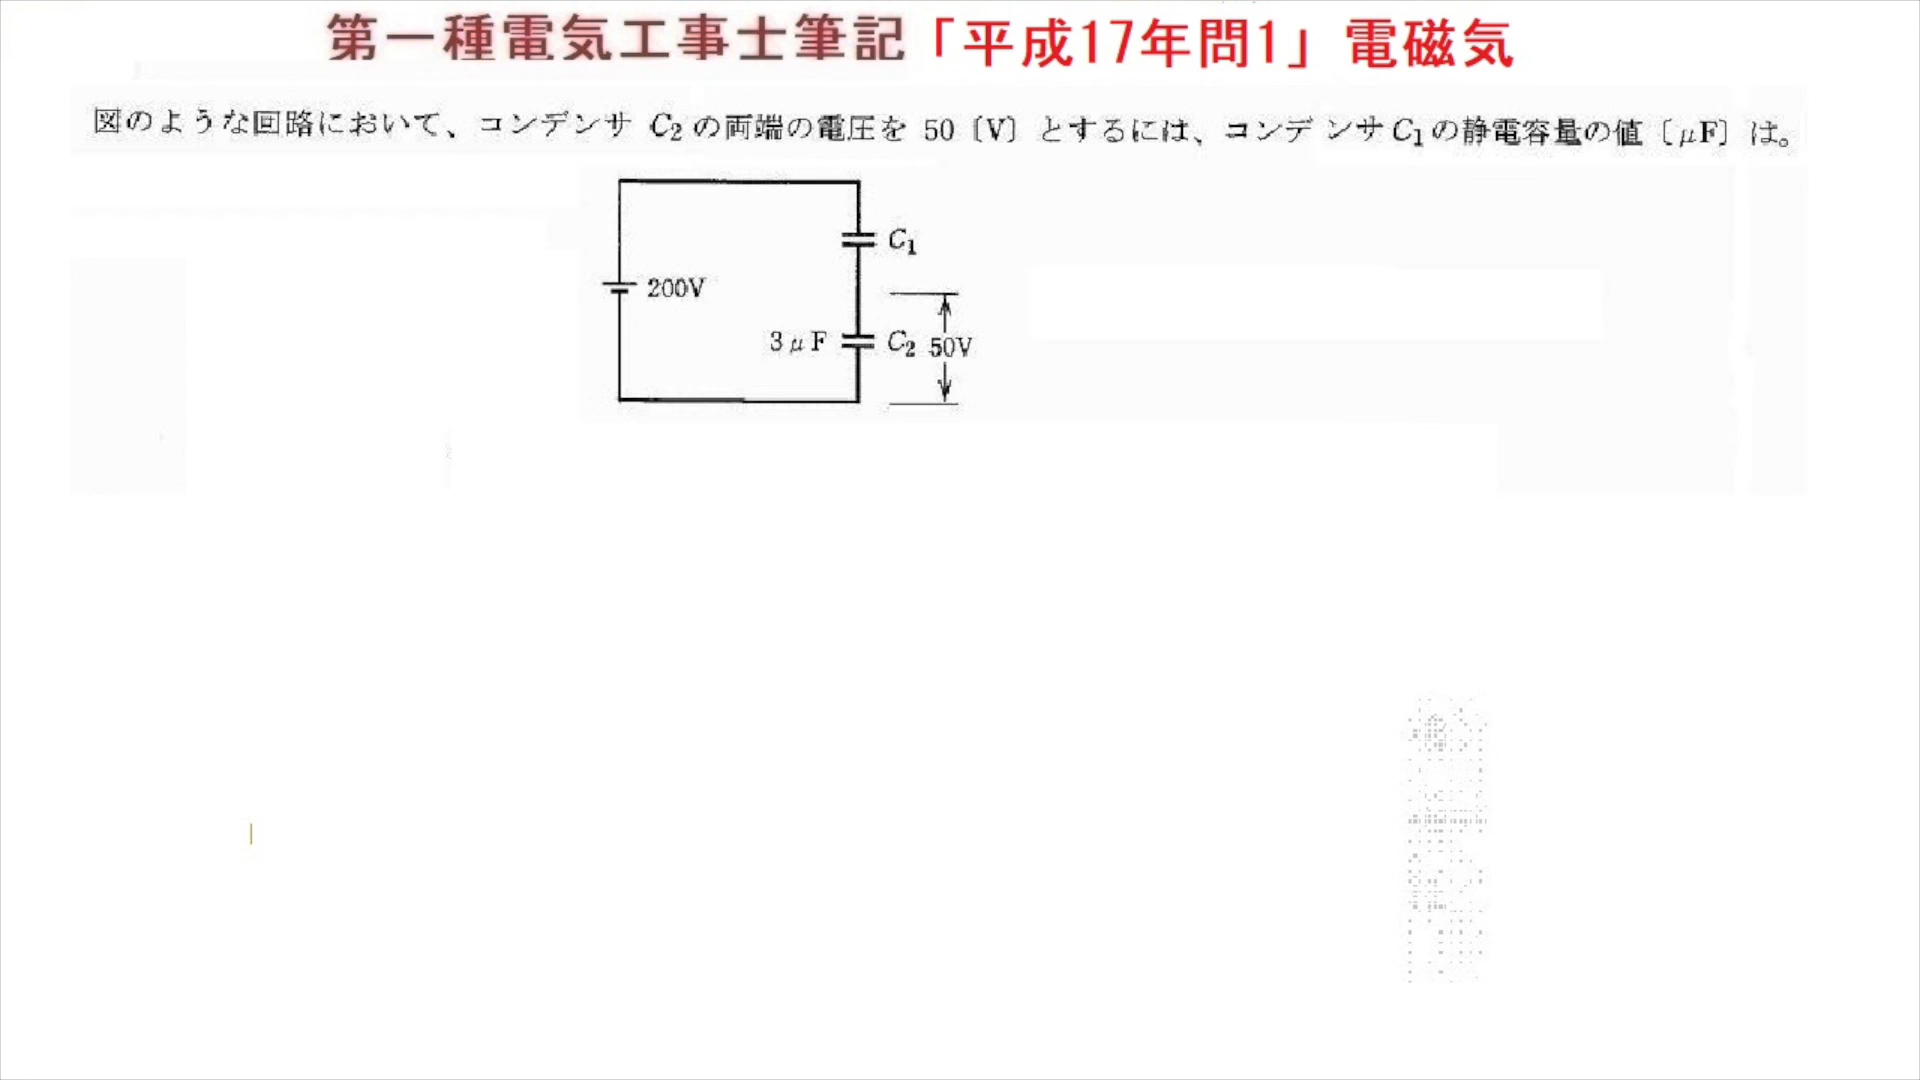 第一種電気工事士筆記「平成17年問1」電磁気
図のような回路において、コンデンサ C2 の両端の電圧を 50〔V〕とするには、コンデンサ C1 の静電容量の値〔μF〕は。
C1
200V
3μF C2 50V